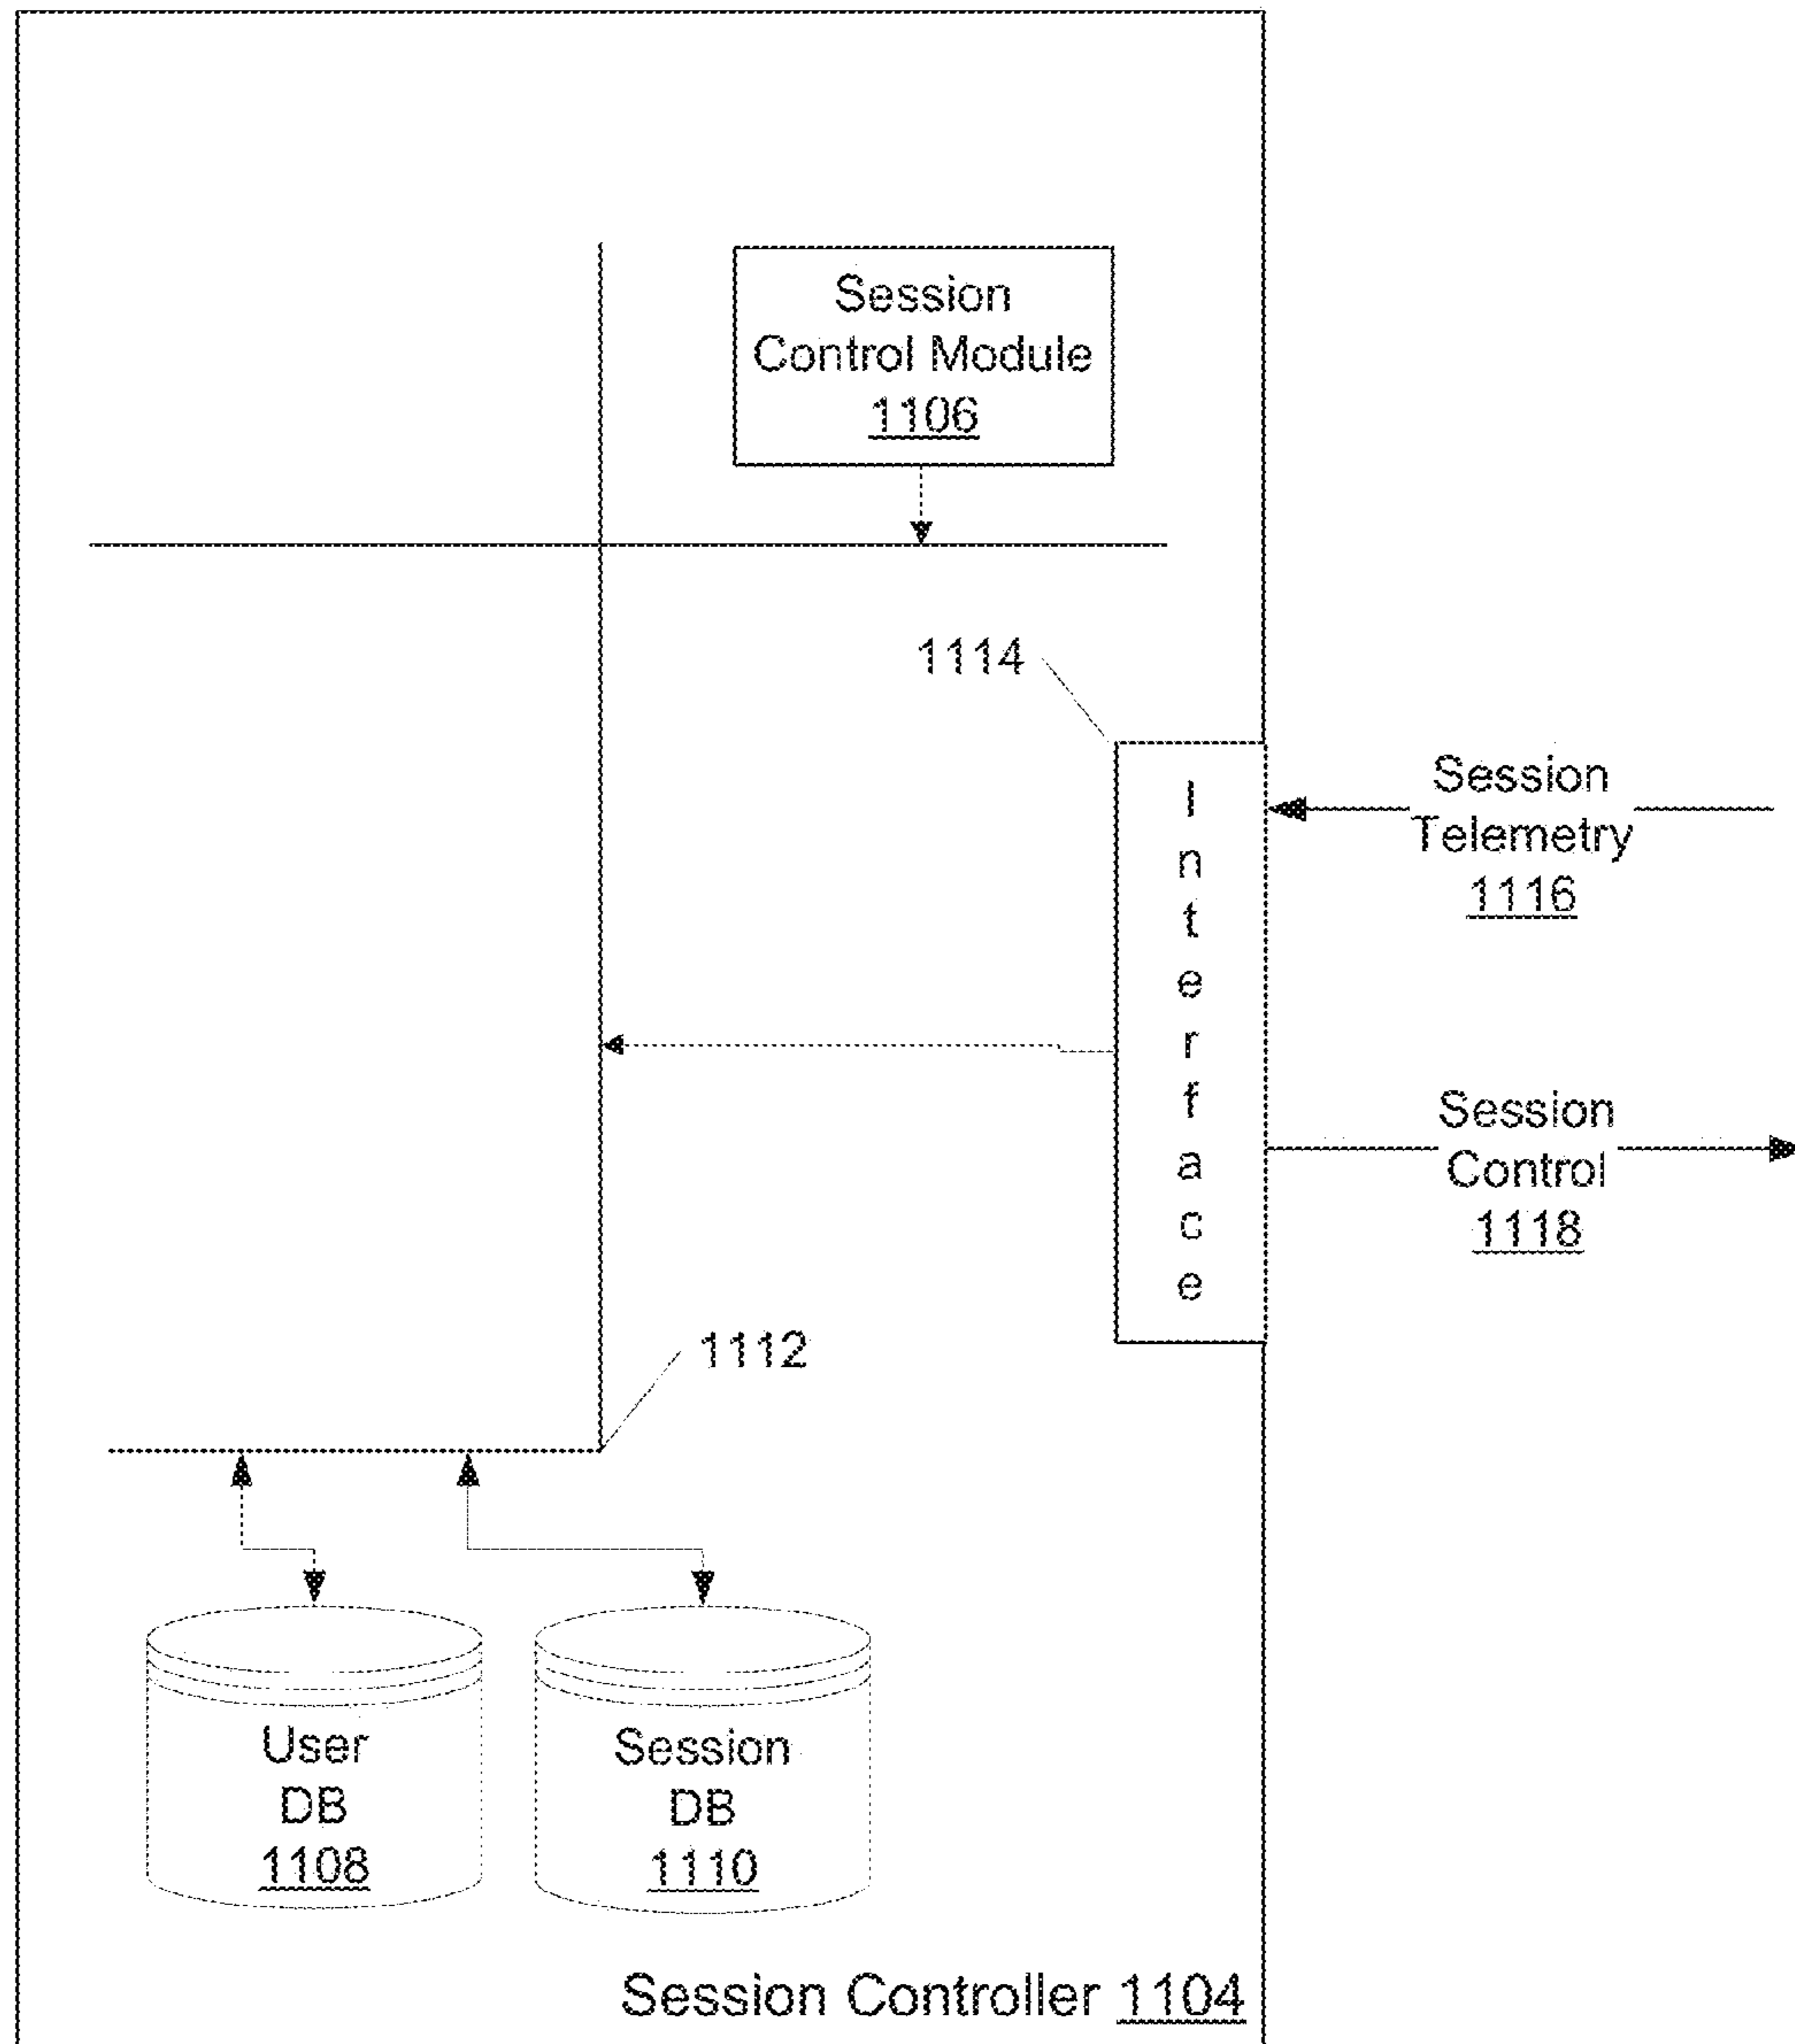 Session
Control Module
1106
1114
Interface
Session
Telemetry
1116
Session
Control
1118
1112
User
DB
1108
Session
DB
1110
Session Controller 1104